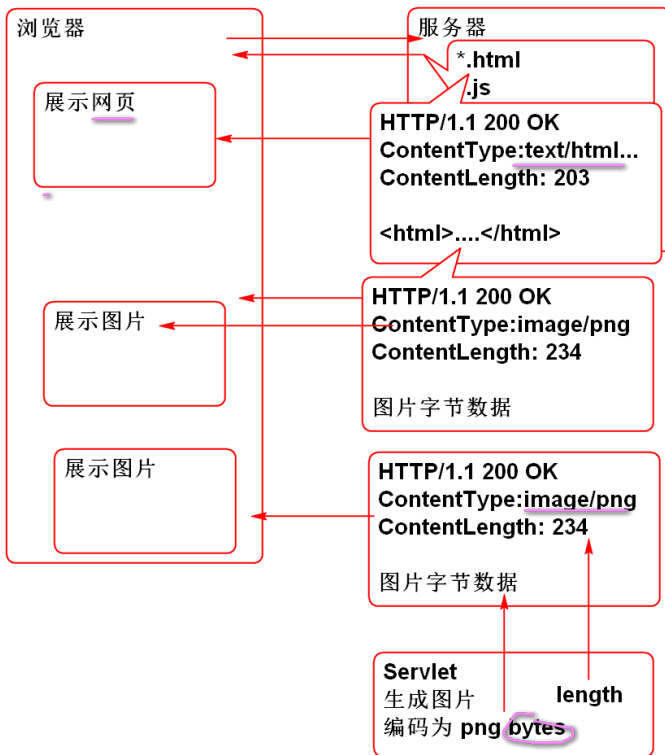 浏览器
展示网页
展示图片
展示图片
服务器
*.html
.js
HTTP/1.1 200 OK
ContentType:text/html...
ContentLength: 203
<html>....</html>
HTTP/1.1 200 OK
ContentType:image/png
ContentLength: 234
图片字节数据
HTTP/1.1 200 OK
ContentType:image/png
ContentLength: 234
图片字节数据
Servlet
生成图片 length
编码为 png bytes